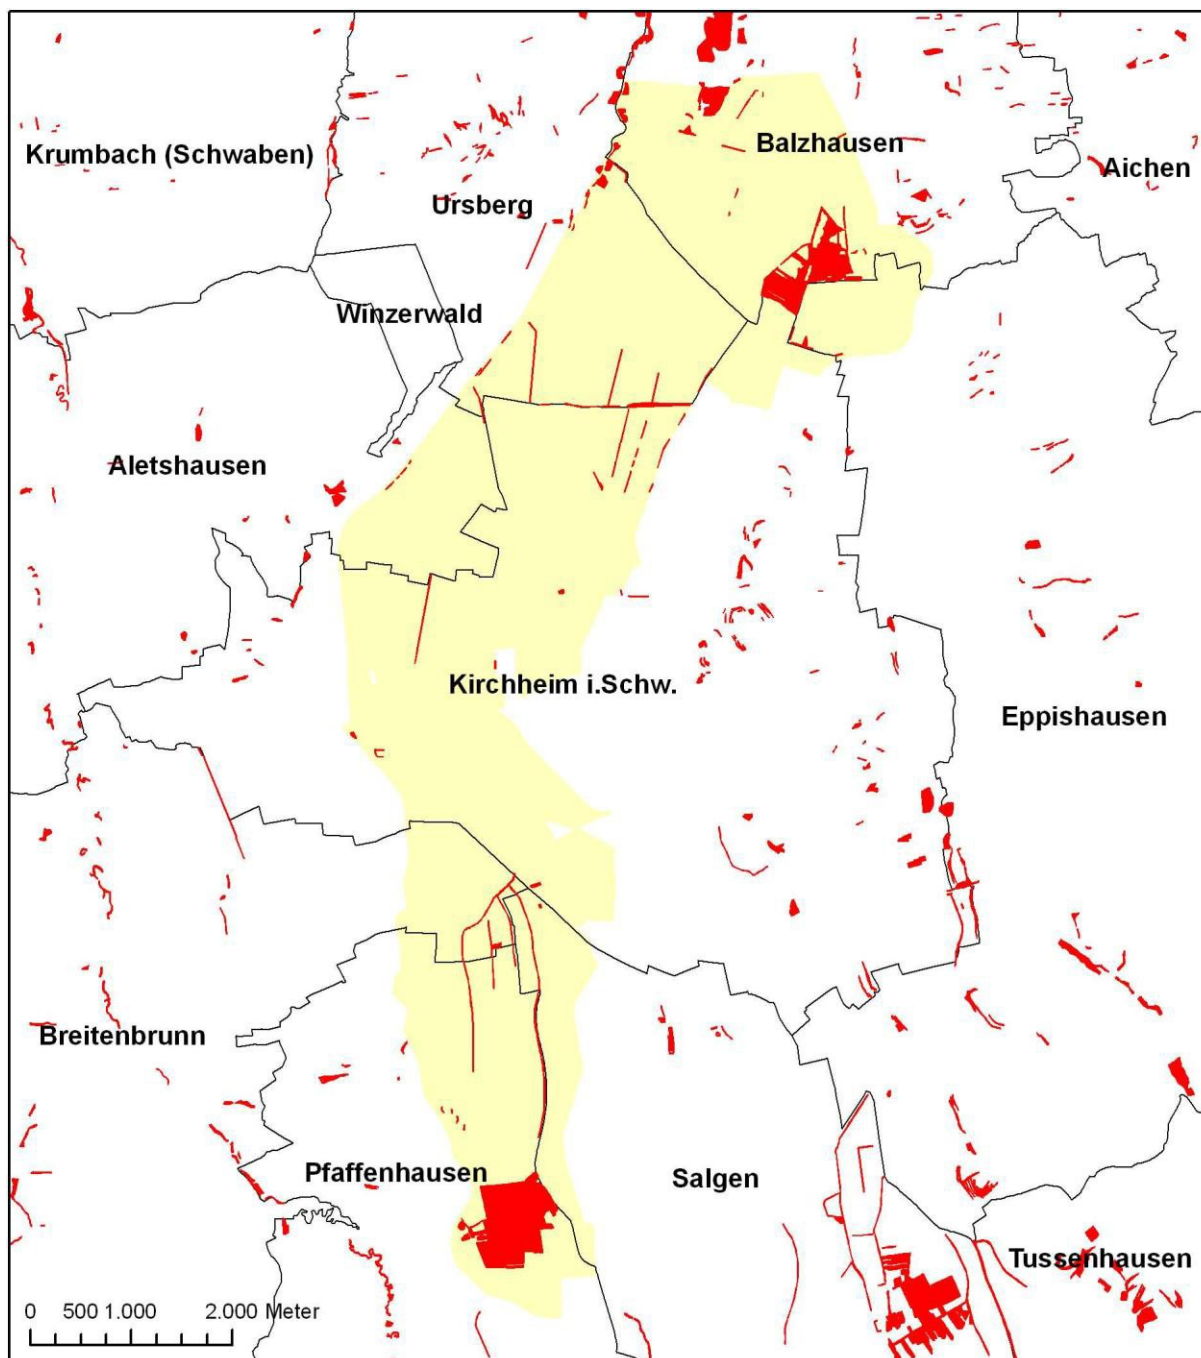 Balzhausen
Krumbach (Schwaben)
Aichen
Ursberg
Winzerwald
Aletshausen
Kirchheim i.Schw.
Eppishausen
Breitenbrunn
Pfaffenhausen
Salgen
Tussenhausen
0 500 1.000 2.000 Meter